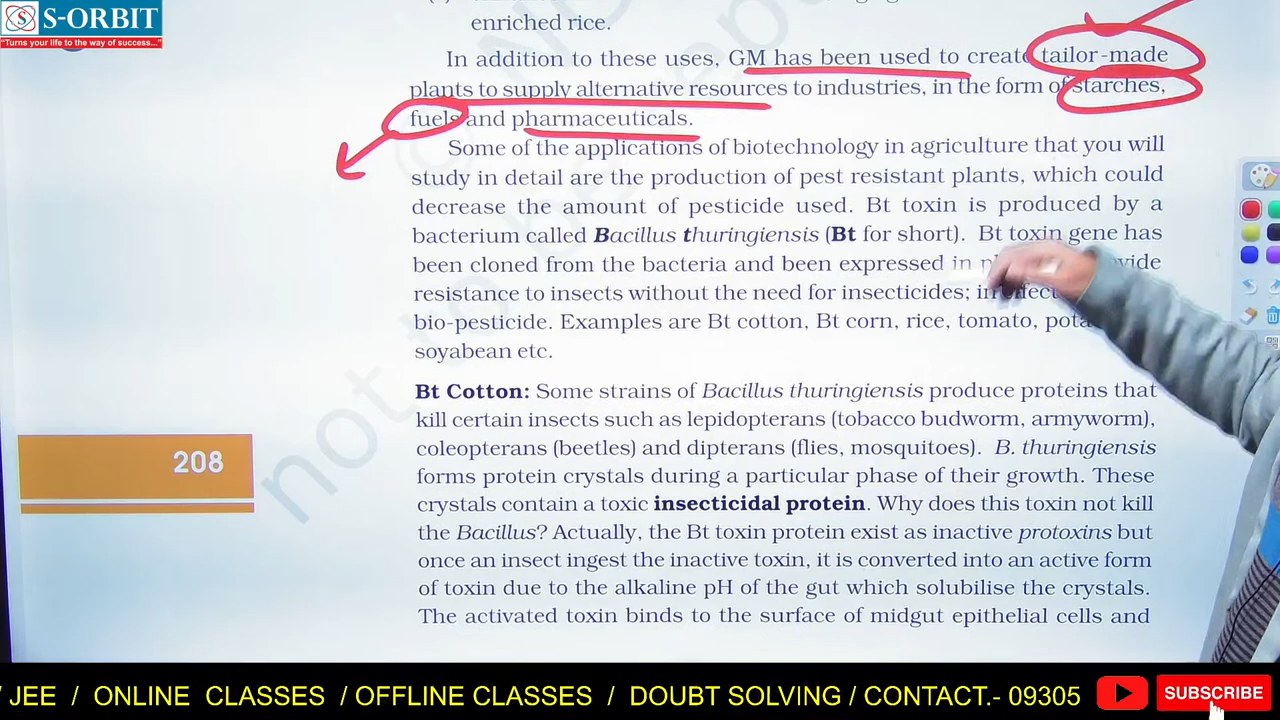 S-ORBIT
"Turns your life to the way of success..."
enriched rice.
In addition to these uses, GM has been used to create tailor-made
plants to supply alternative resources to industries, in the form of starches,
fuels and pharmaceuticals.
Some of the applications of biotechnology in agriculture that you will
study in detail are the production of pest resistant plants, which could
decrease the amount of pesticide used. Bt toxin is produced by a
bacterium called Bacillus thuringiensis (Bt for short). Bt toxin gene has
been cloned from the bacteria and been expressed in
resistance to insects without the need for insecticides; in effect
bio-pesticide. Examples are Bt cotton, Bt corn, rice, tomato,
soyabean etc.
Bt Cotton: Some strains of Bacillus thuringiensis produce proteins that
kill certain insects such as lepidopterans (tobacco budworm, armyworm),
coleopterans (beetles) and dipterans (flies, mosquitoes). B. thuringiensis
forms protein crystals during a particular phase of their growth. These
crystals contain a toxic insecticidal protein. Why does this toxin not kill
the Bacillus? Actually, the Bt toxin protein exist as inactive protoxins but
once an insect ingest the inactive toxin, it is converted into an active form
of toxin due to the alkaline pH of the gut which solubilise the crystals.
The activated toxin binds to the surface of midgut epithelial cells and
208
/ JEE / ONLINE CLASSES / OFFLINE CLASSES / DOUBT SOLVING / CONTACT.- 09305
SUBSCRIBE